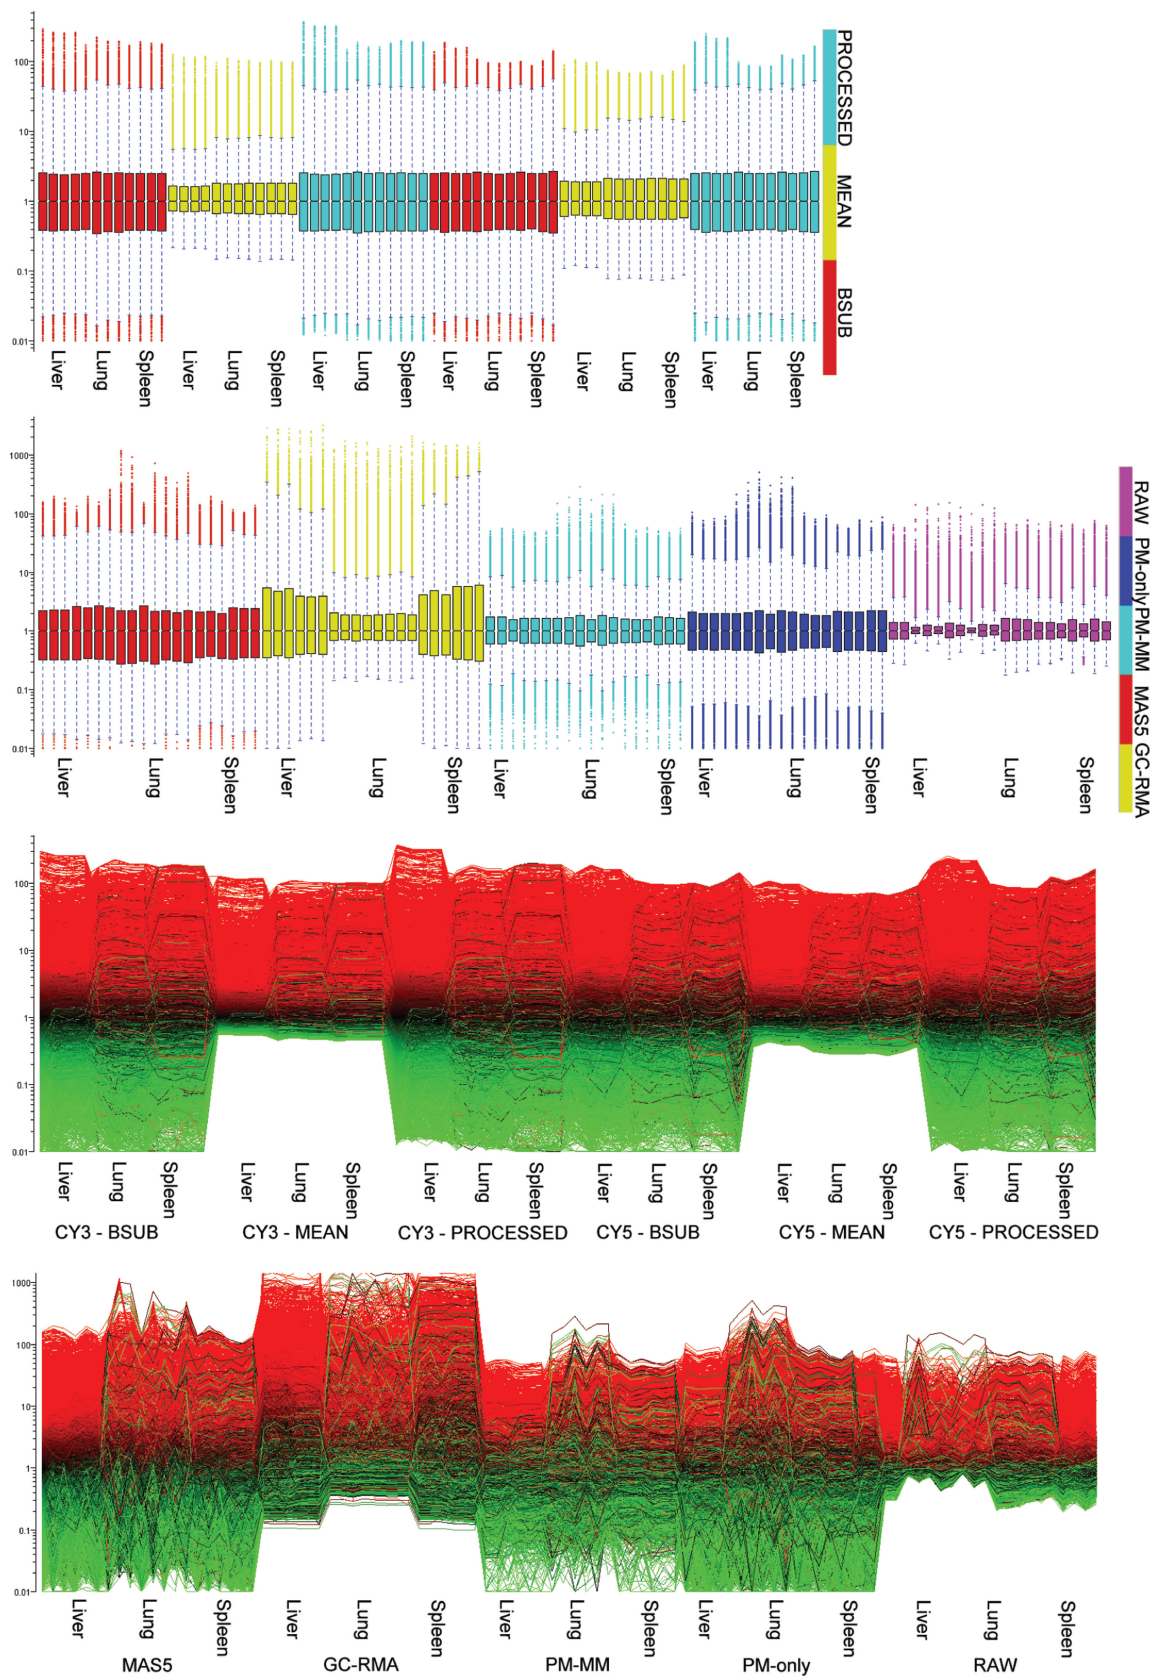 100
10
1
0.1
0.01
Liver Lung Spleen Liver Lung Spleen Liver Lung Spleen Liver Lung Spleen Liver Lung Spleen Liver Lung Spleen
PROCESSED MEAN BSUB
1000
100
10
1
0.1
0.01
Liver Lung Spleen Liver Lung Spleen Liver Lung Spleen Liver Lung Spleen Liver Lung Spleen
RAW PM-only PM-MM MAS5 GC-RMA
100
10
1
0.1
0.01
Liver Lung Spleen Liver Lung Spleen Liver Lung Spleen Liver Lung Spleen Liver Lung Spleen Liver Lung Spleen
CY3 - BSUB CY3 - MEAN CY3 - PROCESSED CY5 - BSUB CY5 - MEAN CY5 - PROCESSED
1000
100
10
1
0.1
0.01
Liver Lung Spleen Liver Lung Spleen Liver Lung Spleen Liver Lung Spleen Liver Lung Spleen
MAS5 GC-RMA PM-MM PM-only RAW